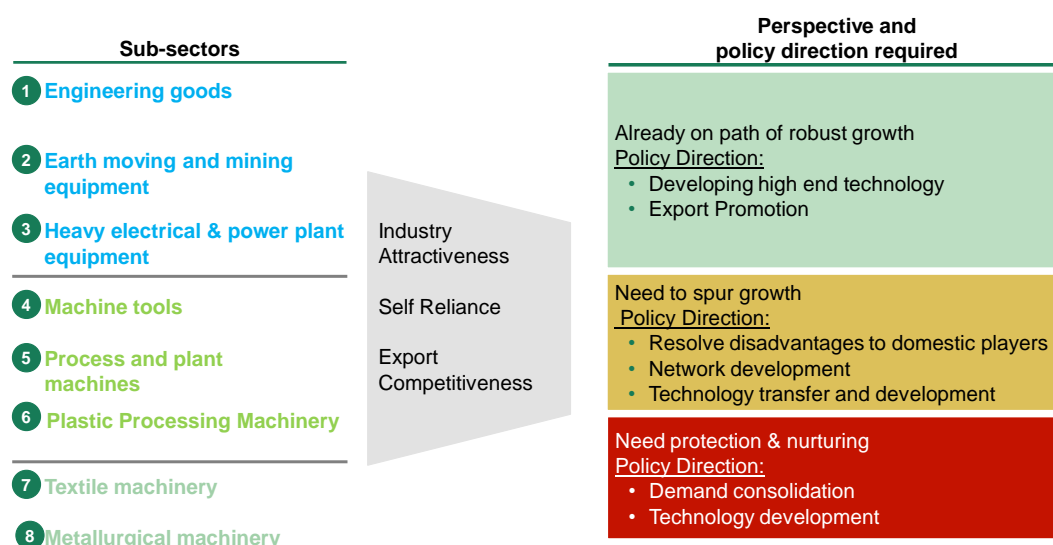 Sub-sectors
1 Engineering goods
2 Earth moving and mining
equipment
3 Heavy electrical & power plant
equipment
4 Machine tools
5 Process and plant
machines
6 Plastic Processing Machinery
7 Textile machinery
8 Metallurgical machinery
Industry
Attractiveness
Self Reliance
Export
Competitiveness
Perspective and
policy direction required
Already on path of robust growth
Policy Direction:
• Developing high end technology
• Export Promotion
Need to spur growth
Policy Direction:
• Resolve disadvantages to domestic players
• Network development
• Technology transfer and development
Need protection & nurturing
Policy Direction:
• Demand consolidation
• Technology development